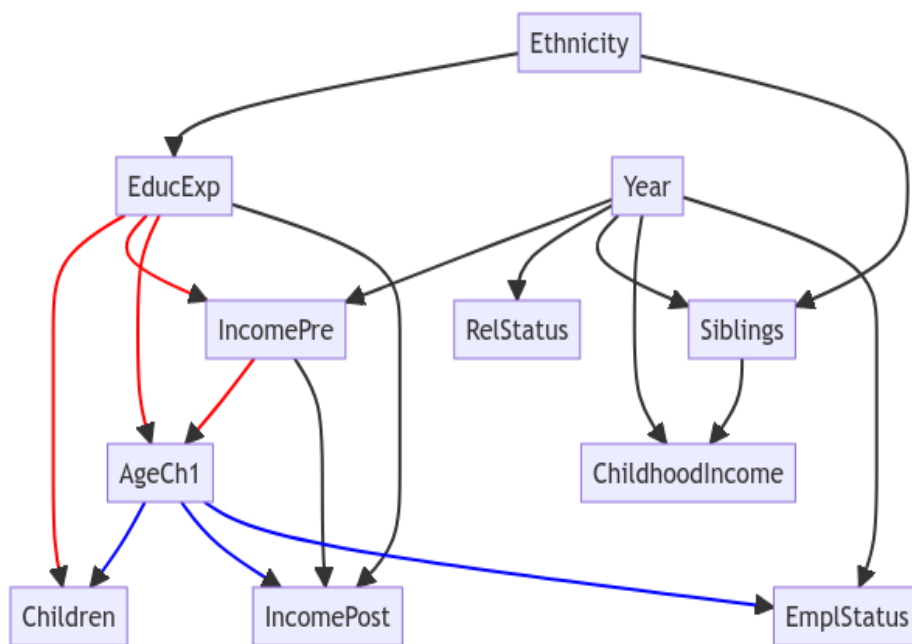 Ethnicity
EducExp
Year
IncomePre
RelStatus
Siblings
AgeCh1
ChildhoodIncome
Children
IncomePost
EmplStatus